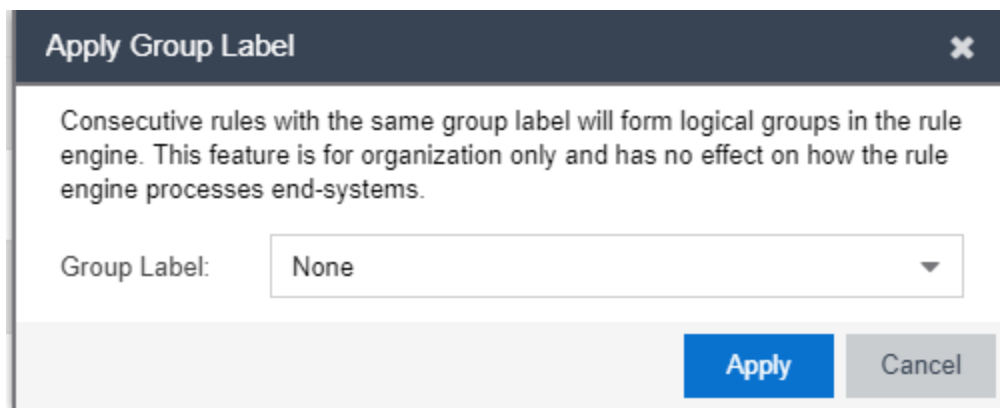 Apply Group Label
Consecutive rules with the same group label will form logical groups in the rule
engine. This feature is for organization only and has no effect on how the rule
engine processes end-systems.
Group Label:
None
Apply
Cancel